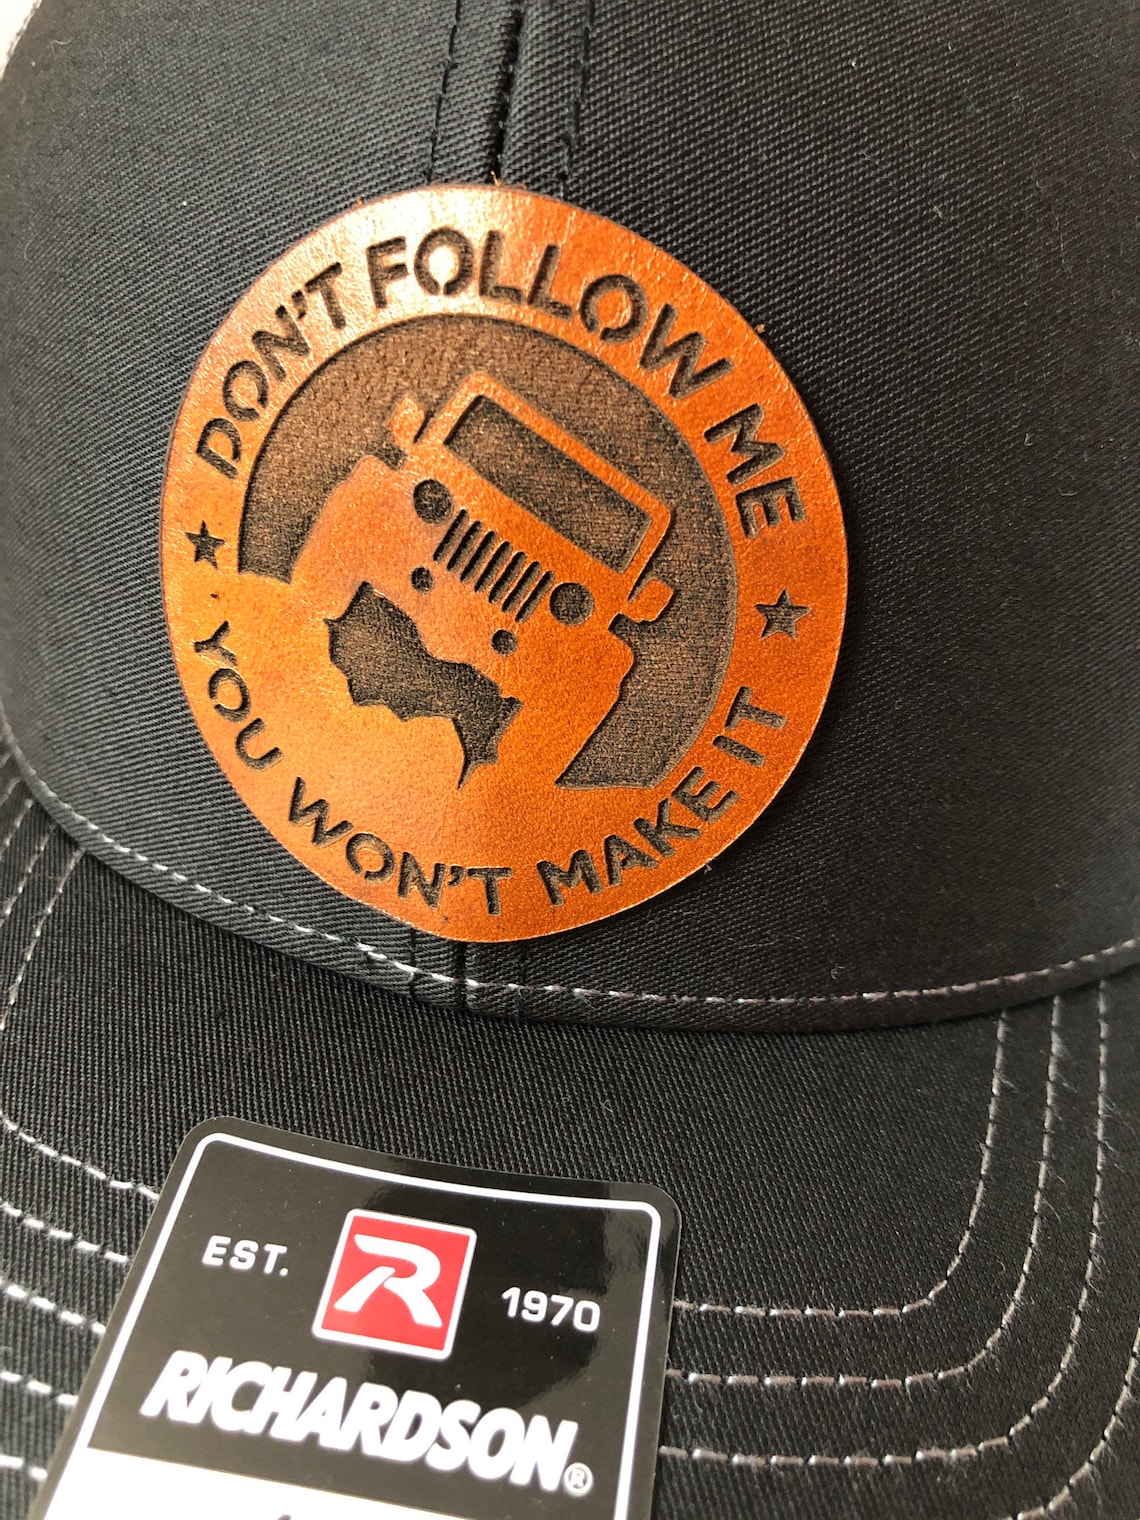 DON'T FOLLOW ME
YOU WON'T MAKE IT
EST. R 1970
RICHARDSON®